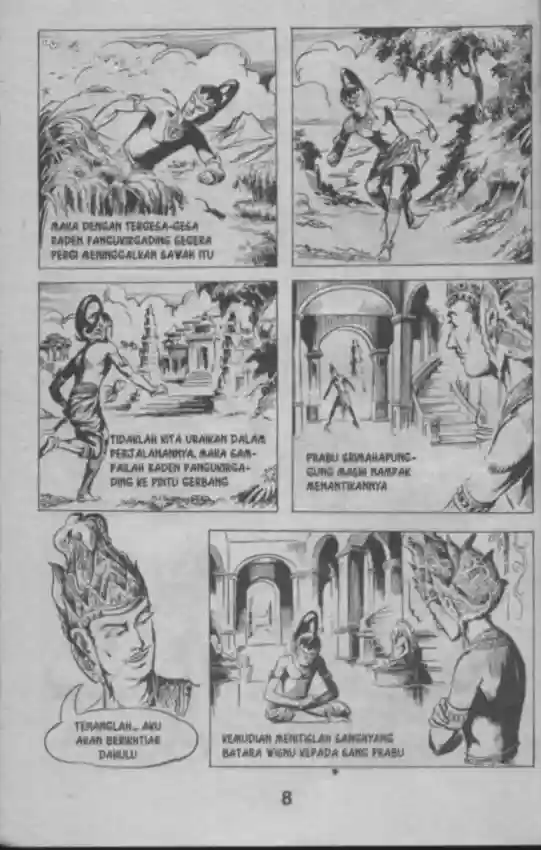 MAKA DENGAN TERGESA-GESA
RADEN PANGUKIRGADING SEGERA
PERGI MENINGGALKAN SAWAH ITU
TIDAKLAH KITA URAIKAN DALAM
PERJALANANNYA, MAKA SAM-
PAILAH RADEN PANGUKIRGA-
DING KE PINTU GERBANG
PRABU SRIMAHAPUNG-
GUNG MASIH NAMPAK
MENANTIKANNYA
TENANGLAH... AKU
AKAN BERIKHTIAR
DAHULU
KEMUDIAN MENITISLAH SANGHYANG
BATARA WISNU KEPADA SANG PRABU
8